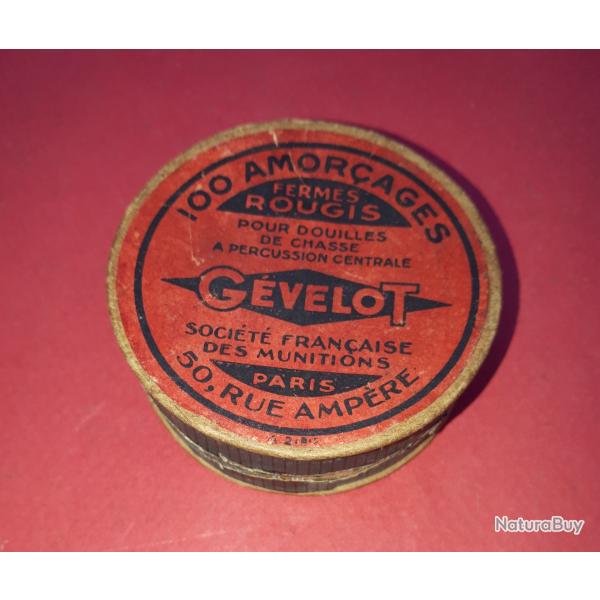 100 AMORÇAGES
FERMES
ROUGIS
POUR DOUILLES
DE CHASSE
A PERCUSSION CENTRALE
GÉVELOT
SOCIÉTÉ FRANÇAISE
DES MUNITIONS
PARIS
50, RUE AMPÈRE
NaturaBuy